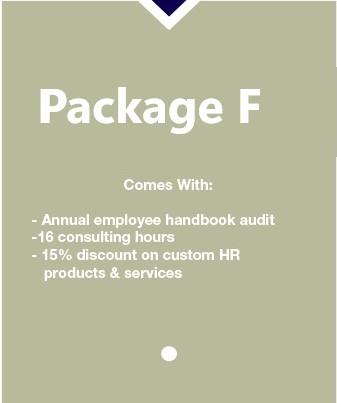 Package F
Comes With:
- Annual employee handbook audit
-16 consulting hours
- 15% discount on custom HR
products & services